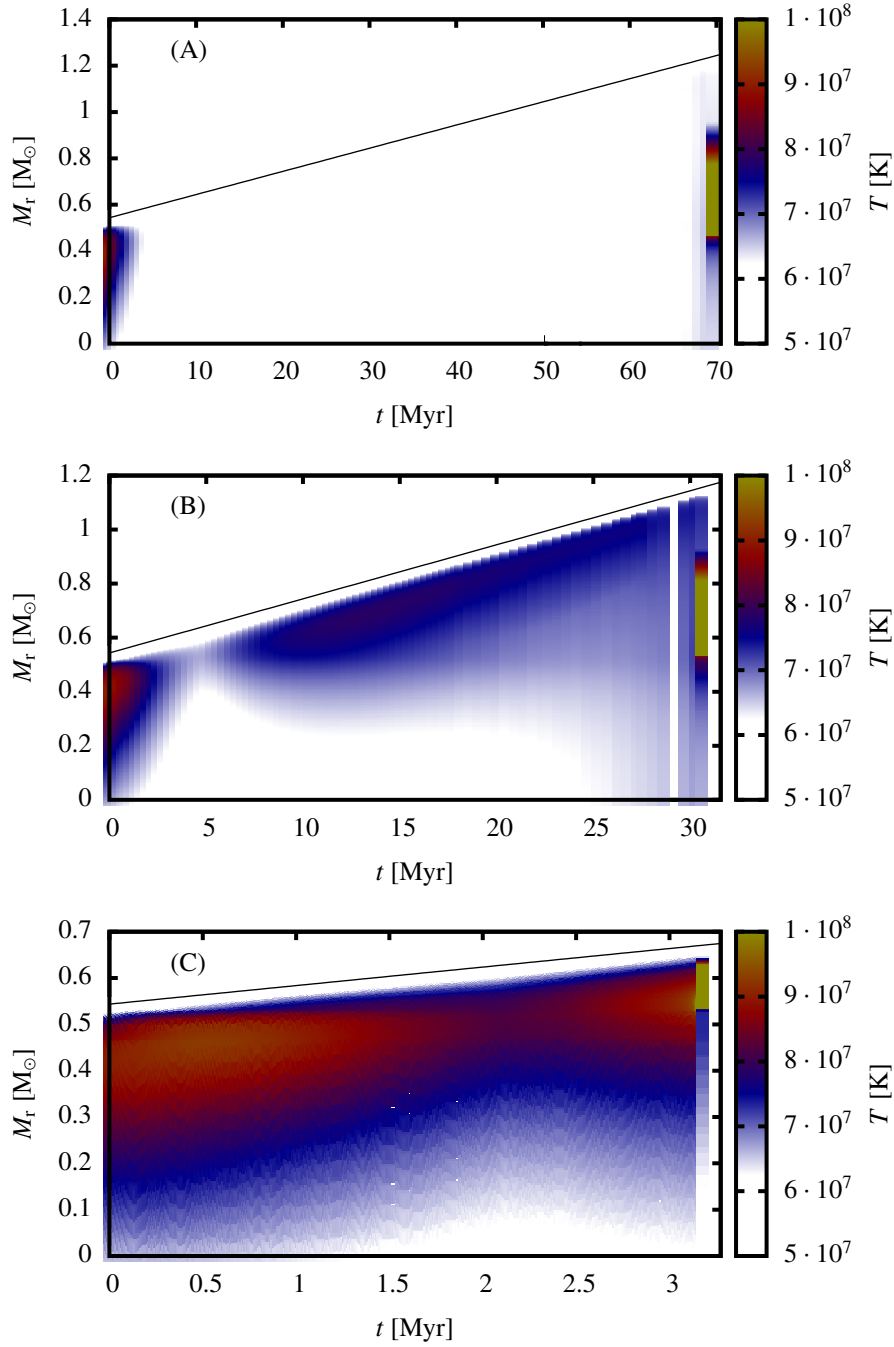 (A)
1.4
1.2
1
0.8
0.6
0.4
0.2
0
M_r [M_⊙]
0 10 20 30 40 50 60 70
t [Myr]
1 · 10^8
9 · 10^7
8 · 10^7
7 · 10^7
6 · 10^7
5 · 10^7
T [K]
(B)
1.2
1
0.8
0.6
0.4
0.2
0
M_r [M_⊙]
0 5 10 15 20 25 30
t [Myr]
1 · 10^8
9 · 10^7
8 · 10^7
7 · 10^7
6 · 10^7
5 · 10^7
T [K]
(C)
0.7
0.6
0.5
0.4
0.3
0.2
0.1
0
M_r [M_⊙]
0 0.5 1 1.5 2 2.5 3
t [Myr]
1 · 10^8
9 · 10^7
8 · 10^7
7 · 10^7
6 · 10^7
5 · 10^7
T [K]